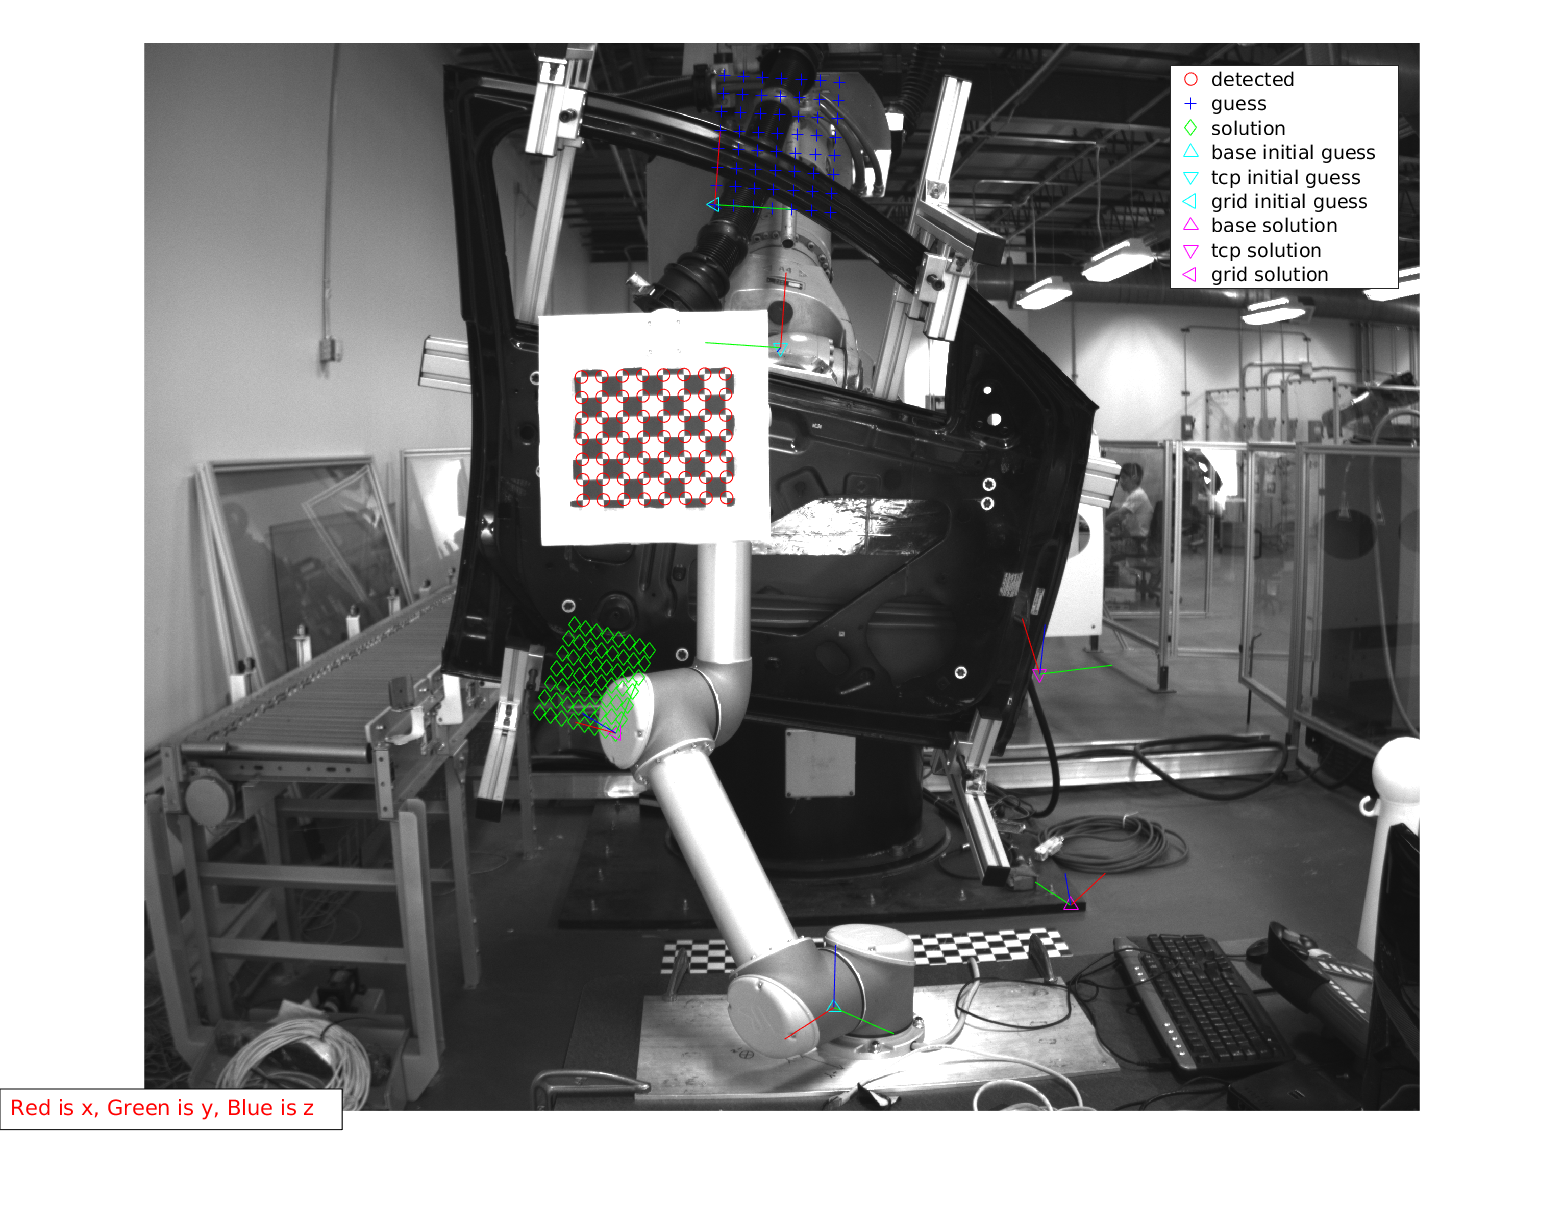 detected
guess
solution
base initial guess
tcp initial guess
grid initial guess
base solution
tcp solution
grid solution
Red is x, Green is y, Blue is z